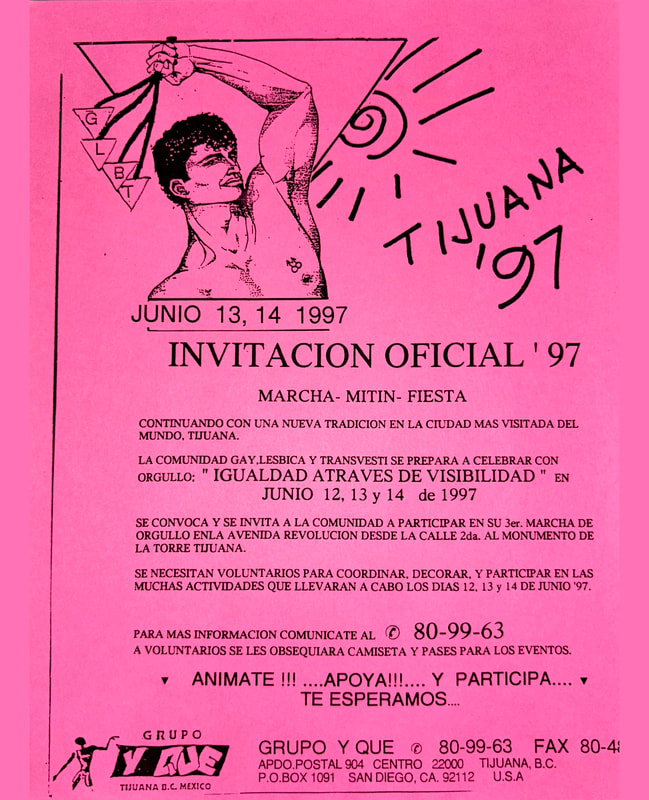 G
L
B
T
TIJUANA
'97
JUNIO 13, 14 1997
INVITACION OFICIAL ' 97
MARCHA- MITIN- FIESTA
CONTINUANDO CON UNA NUEVA TRADICION EN LA CIUDAD MAS VISITADA DEL
MUNDO, TIJUANA.
LA COMUNIDAD GAY,LESBICA Y TRANSVESTI SE PREPARA A CELEBRAR CON
ORGULLO; " IGUALDAD ATRAVES DE VISIBILIDAD " EN
JUNIO 12, 13 y 14 de 1997
SE CONVOCA Y SE INVITA A LA COMUNIDAD A PARTICIPAR EN SU 3er. MARCHA DE
ORGULLO ENLA AVENIDA REVOLUCION DESDE LA CALLE 2da. AL MONUMENTO DE
LA TORRE TIJUANA.
SE NECESITAN VOLUNTARIOS PARA COORDINAR, DECORAR, Y PARTICIPAR EN LAS
MUCHAS ACTIVIDADES QUE LLEVARAN A CABO LOS DIAS 12, 13 y 14 DE JUNIO '97.
PARA MAS INFORMACION COMUNICATE AL ✆ 80-99-63
A VOLUNTARIOS SE LES OBSEQUIARA CAMISETA Y PASES PARA LOS EVENTOS.
▼ ANIMATE !!! ....APOYA!!!.... Y PARTICIPA.... ▼
TE ESPERAMOS....
GRUPO
Y QUE
TIJUANA B.C. MEXICO
GRUPO Y QUE ✆ 80-99-63 FAX 80-48
APDO.POSTAL 904 CENTRO 22000 TIJUANA, B.C.
P.O.BOX 1091 SAN DIEGO, CA. 92112 U.S.A